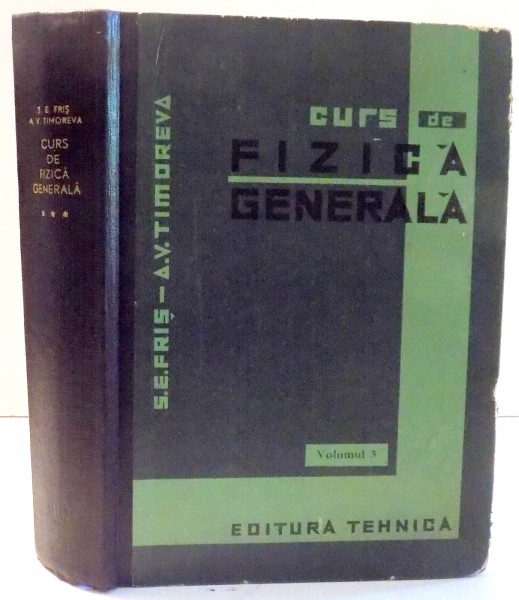 S. E. FRIȘ
A. V. TIMOREVA
CURS
DE
FIZICĂ
GENERALĂ
* * *
S.E.FRIȘ—A.V.TIMOREVA
curs de
FIZICĂ
GENERALĂ
Volumul 3
EDITURA TEHNICĂ